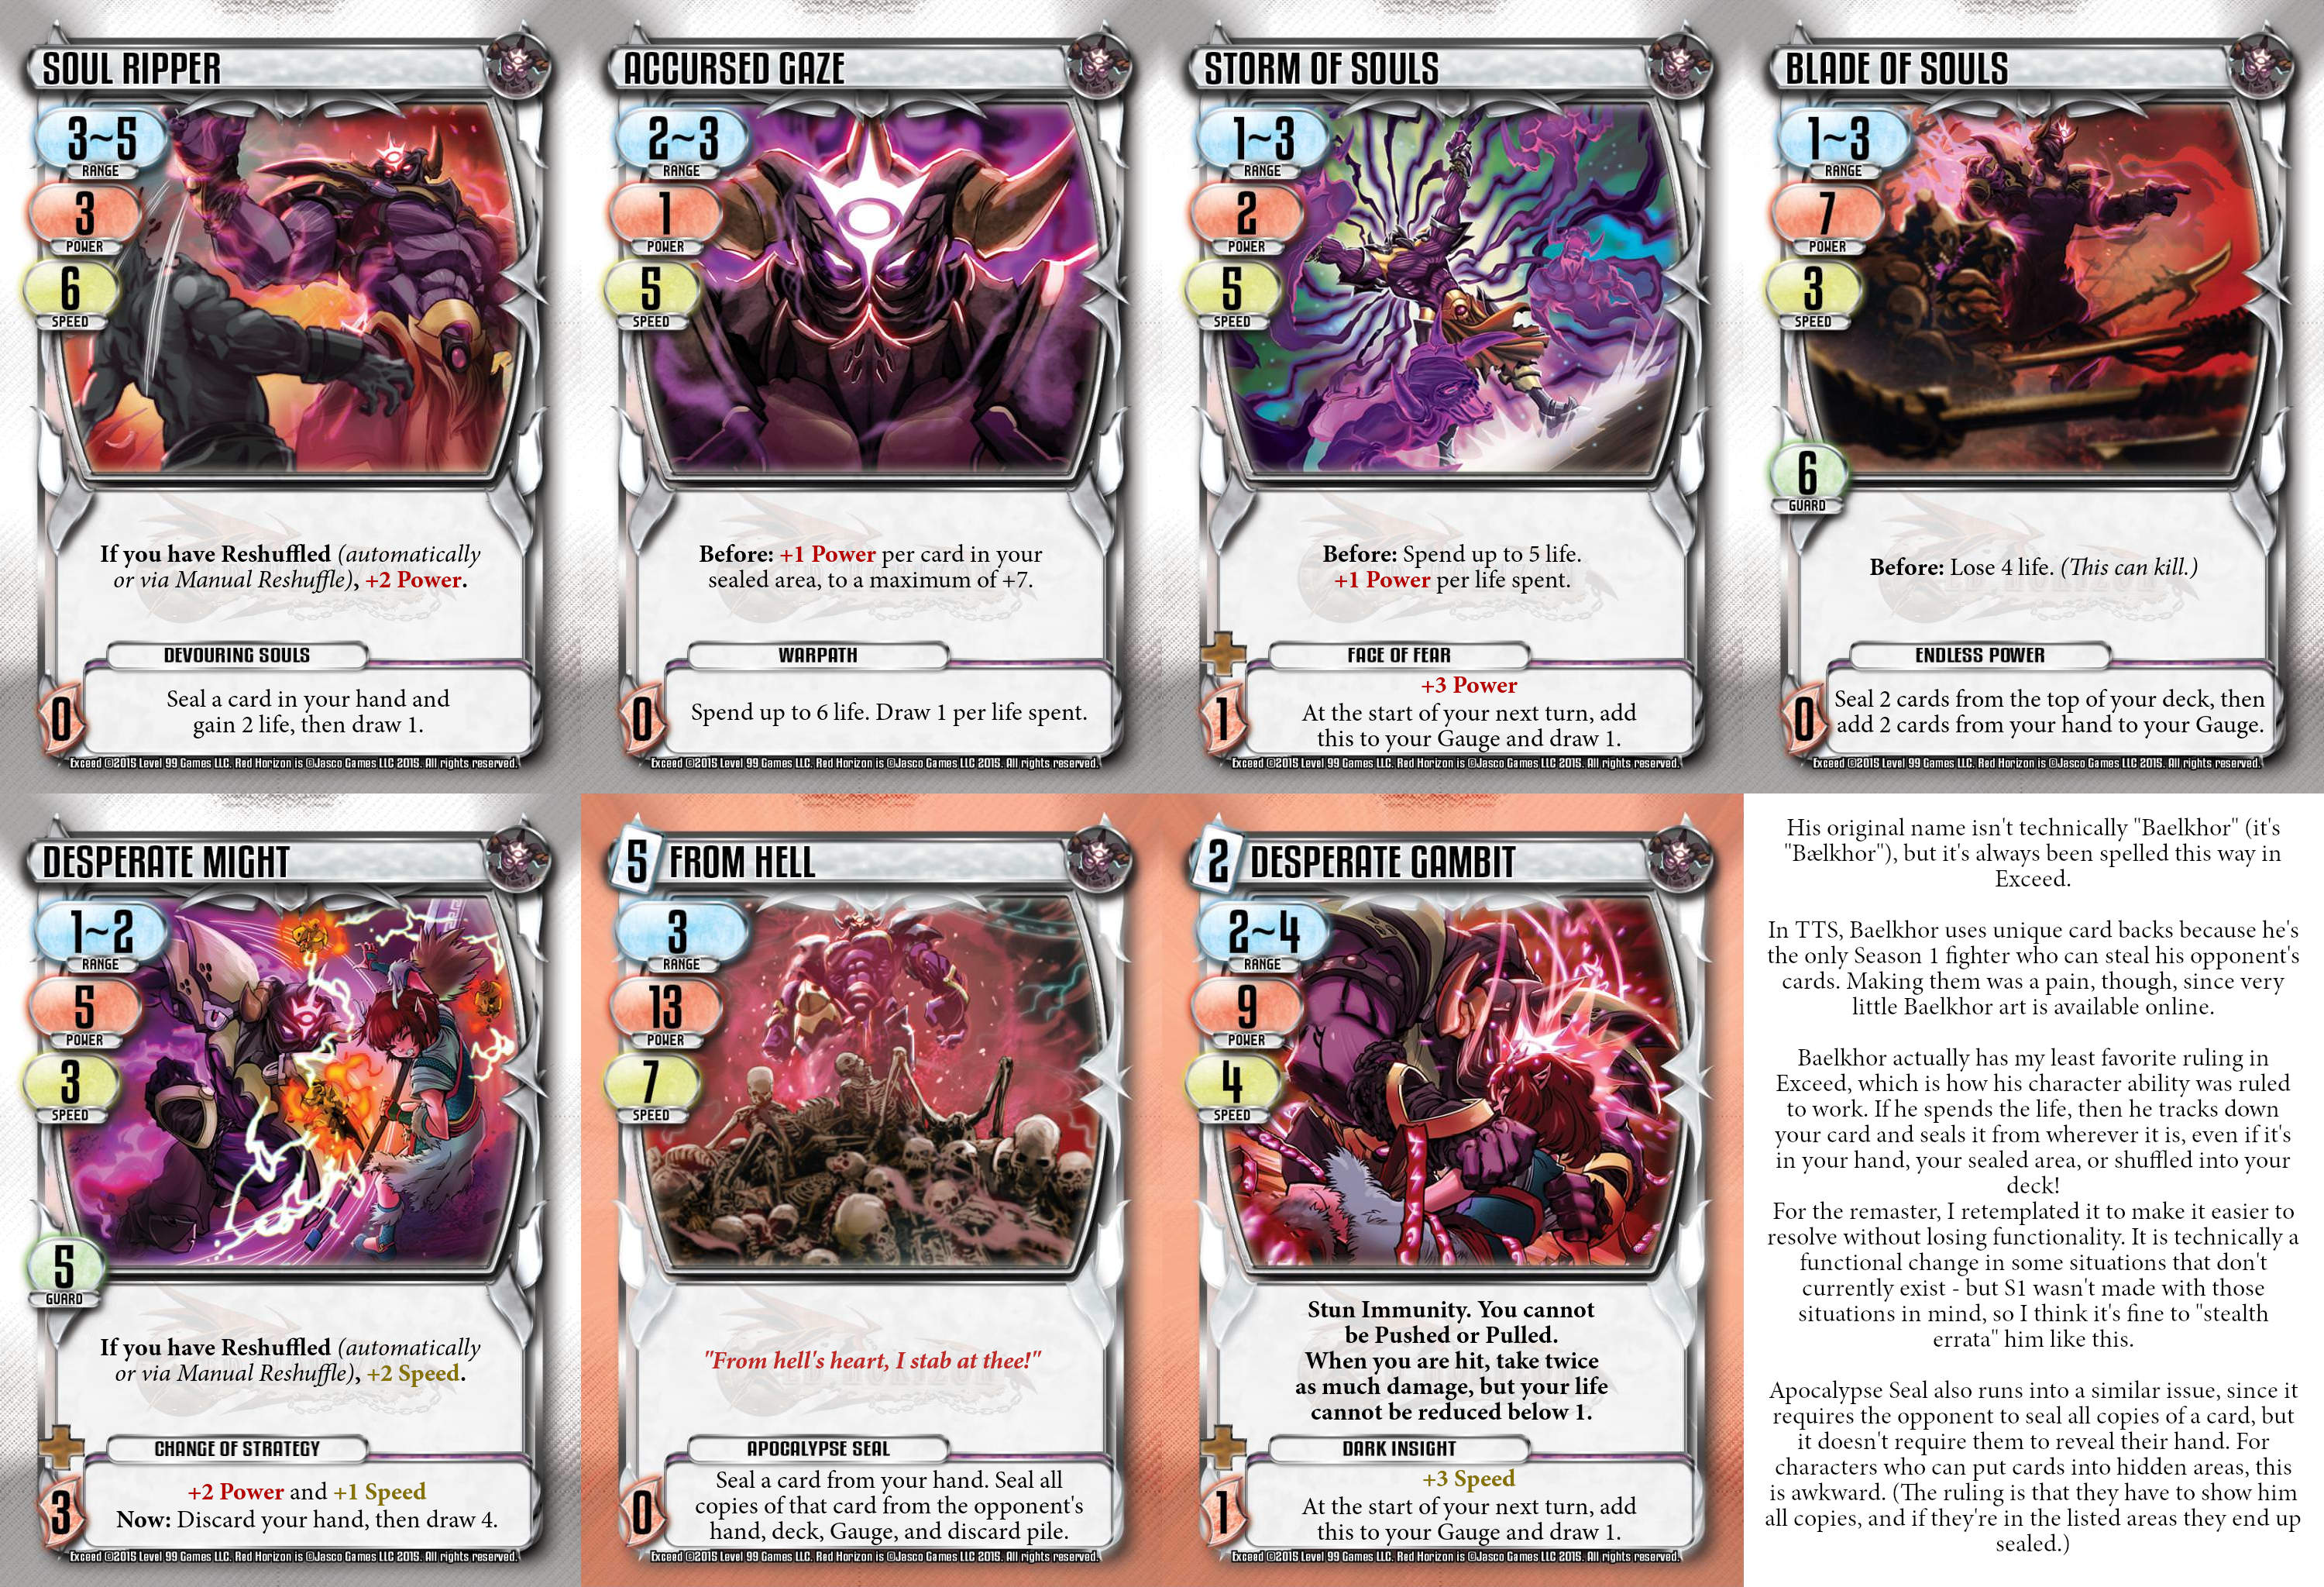 SOUL RIPPER
3~5
RANGE
3
POWER
6
SPEED
If you have Reshuffled (automatically
or via Manual Reshuffle), +2 Power.
DEVOURING SOULS
0
Seal a card in your hand and
gain 2 life, then draw 1.
Exceed ©2015 Level 99 Games LLC. Red Horizon is ©Jasco Games LLC 2015. All rights reserved.
ACCURSED GAZE
2~3
RANGE
1
POWER
5
SPEED
Before: +1 Power per card in your
sealed area, to a maximum of +7.
WARPATH
0
Spend up to 6 life. Draw 1 per life spent.
Exceed ©2015 Level 99 Games LLC. Red Horizon is ©Jasco Games LLC 2015. All rights reserved.
STORM OF SOULS
1~3
RANGE
2
POWER
5
SPEED
Before: Spend up to 5 life.
+1 Power per life spent.
FACE OF FEAR
1
+3 Power
At the start of your next turn, add
this to your Gauge and draw 1.
Exceed ©2015 Level 99 Games LLC. Red Horizon is ©Jasco Games LLC 2015. All rights reserved.
BLADE OF SOULS
1~3
RANGE
7
POWER
3
SPEED
6
GUARD
Before: Lose 4 life. (This can kill.)
ENDLESS POWER
0
Seal 2 cards from the top of your deck, then
add 2 cards from your hand to your Gauge.
Exceed ©2015 Level 99 Games LLC. Red Horizon is ©Jasco Games LLC 2015. All rights reserved.
DESPERATE MIGHT
1~2
RANGE
5
POWER
3
SPEED
5
GUARD
If you have Reshuffled (automatically
or via Manual Reshuffle), +2 Speed.
CHANGE OF STRATEGY
3
+2 Power and +1 Speed
Now: Discard your hand, then draw 4.
Exceed ©2015 Level 99 Games LLC. Red Horizon is ©Jasco Games LLC 2015. All rights reserved.
5 FROM HELL
3
RANGE
13
POWER
7
SPEED
"From hell's heart, I stab at thee!"
APOCALYPSE SEAL
0
Seal a card from your hand. Seal all
copies of that card from the opponent's
hand, deck, Gauge, and discard pile.
Exceed ©2015 Level 99 Games LLC. Red Horizon is ©Jasco Games LLC 2015. All rights reserved.
2 DESPERATE GAMBIT
2~4
RANGE
9
POWER
4
SPEED
Stun Immunity. You cannot
be Pushed or Pulled.
When you are hit, take twice
as much damage, but your life
cannot be reduced below 1.
DARK INSIGHT
1
+3 Speed
At the start of your next turn, add
this to your Gauge and draw 1.
Exceed ©2015 Level 99 Games LLC. Red Horizon is ©Jasco Games LLC 2015. All rights reserved.
His original name isn't technically "Baelkhor" (it's
"Bælkhor"), but it's always been spelled this way in
Exceed.
In TTS, Baelkhor uses unique card backs because he's
the only Season 1 fighter who can steal his opponent's
cards. Making them was a pain, though, since very
little Baelkhor art is available online.
Baelkhor actually has my least favorite ruling in
Exceed, which is how his character ability was ruled
to work. If he spends the life, then he tracks down
your card and seals it from wherever it is, even if it's
in your hand, your sealed area, or shuffled into your
deck!
For the remaster, I retemplated it to make it easier to
resolve without losing functionality. It is technically a
functional change in some situations that don't
currently exist - but S1 wasn't made with those
situations in mind, so I think it's fine to "stealth
errata" him like this.
Apocalypse Seal also runs into a similar issue, since it
requires the opponent to seal all copies of a card, but
it doesn't require them to reveal their hand. For
characters who can put cards into hidden areas, this
is awkward. (The ruling is that they have to show him
all copies, and if they're in the listed areas they end up
sealed.)